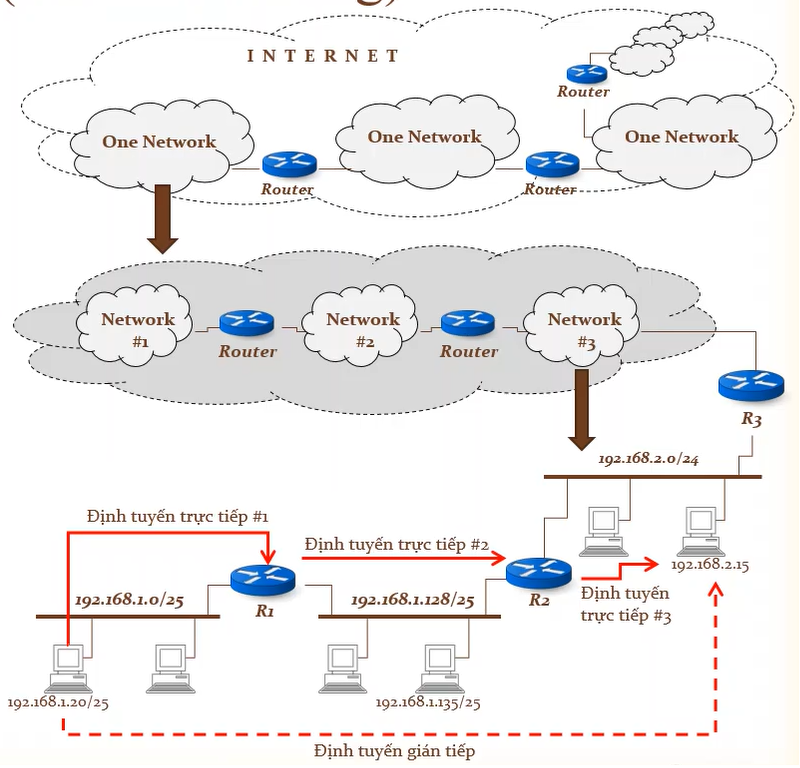 INTERNET
Router
One Network
One Network
One Network
Router
Router
Network
#1
Network
#2
Network
#3
Router
Router
R3
192.168.2.0/24
Định tuyến trực tiếp #1
Định tuyến trực tiếp #2
192.168.2.15
192.168.1.0/25
R1
192.168.1.128/25
R2
Định tuyến
trực tiếp #3
192.168.1.20/25
192.168.1.135/25
Định tuyến gián tiếp